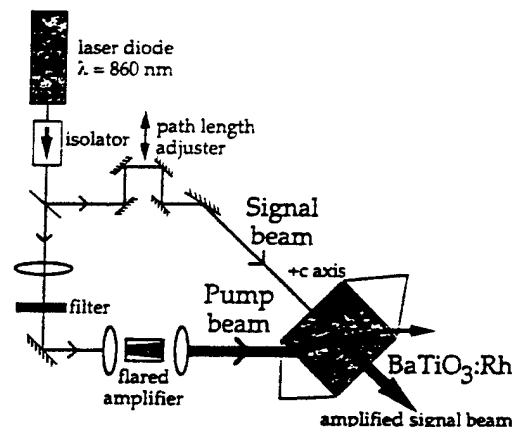 laser diode
λ = 860 nm
isolator
path length
adjuster
Signal
beam
+c axis
Pump
beam
filter
flared
amplifier
BaTiO₃:Rh
amplified signal beam